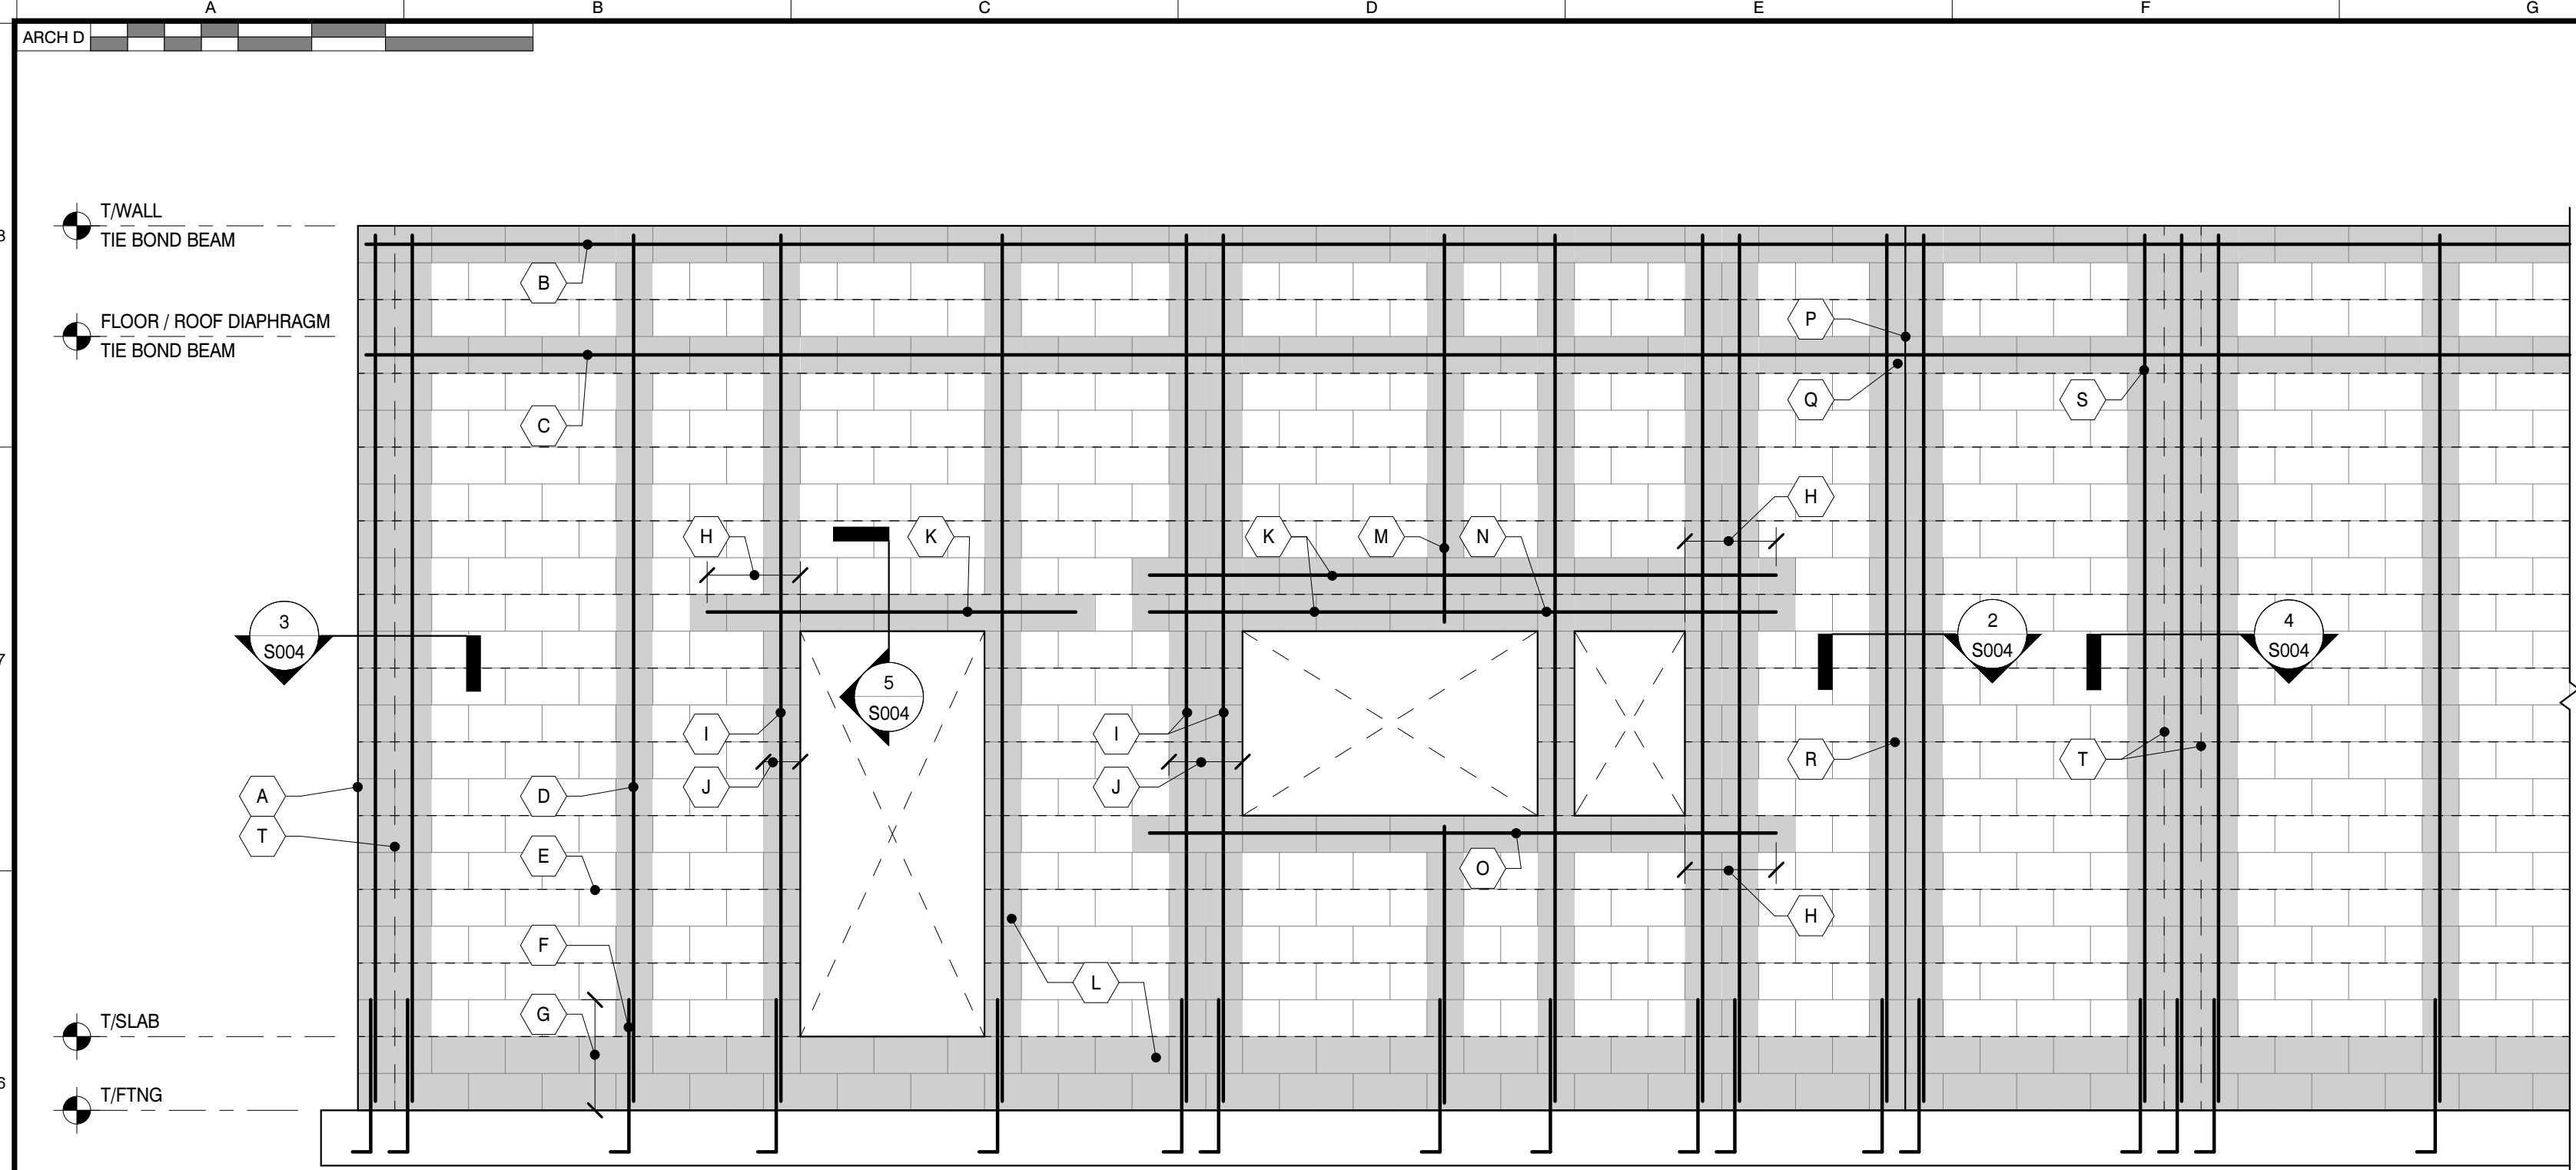 A B C D E F G
ARCH D
T/WALL
TIE BOND BEAM
B
FLOOR / ROOF DIAPHRAGM
TIE BOND BEAM
P
C
Q
S
H
H
K
K
M
N
3
S004
2
S004
4
S004
5
S004
I
I
R
T
J
J
A
D
T
E
O
H
F
L
G
T/SLAB
T/FTNG